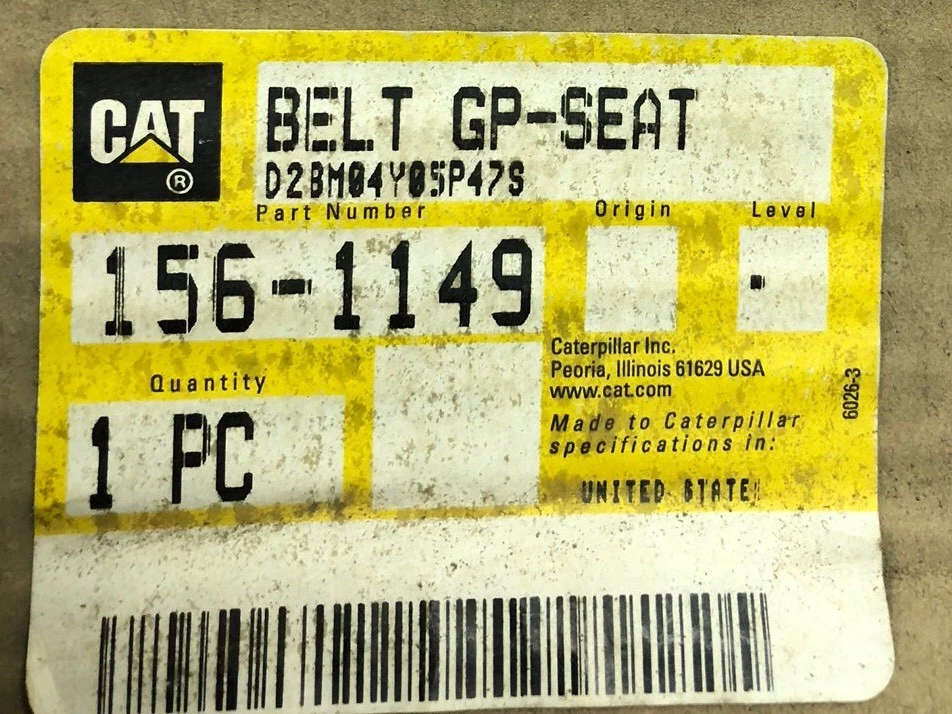 CAT
®
BELT GP-SEAT
D2BM04Y05P47S
Part Number
Origin
Level
156-1149
Caterpillar Inc.
Peoria, Illinois 61629 USA
www.cat.com
6026-3
Quantity
1 PC
Made to Caterpillar
specifications in:
UNITED STATE